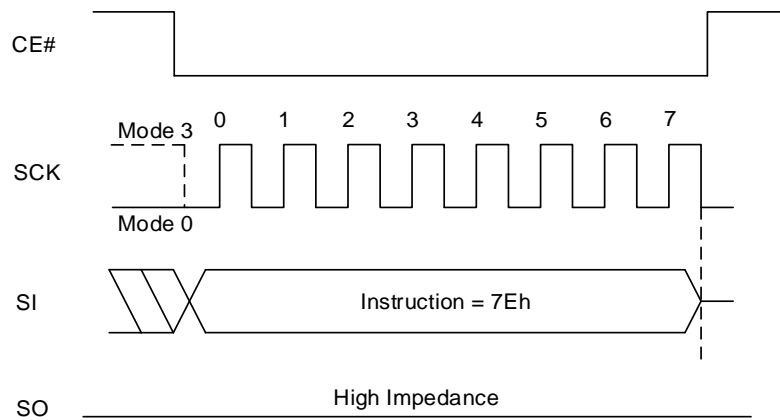 CE#
0 1 2 3 4 5 6 7
Mode 3
SCK
Mode 0
SI
Instruction = 7Eh
High Impedance
SO